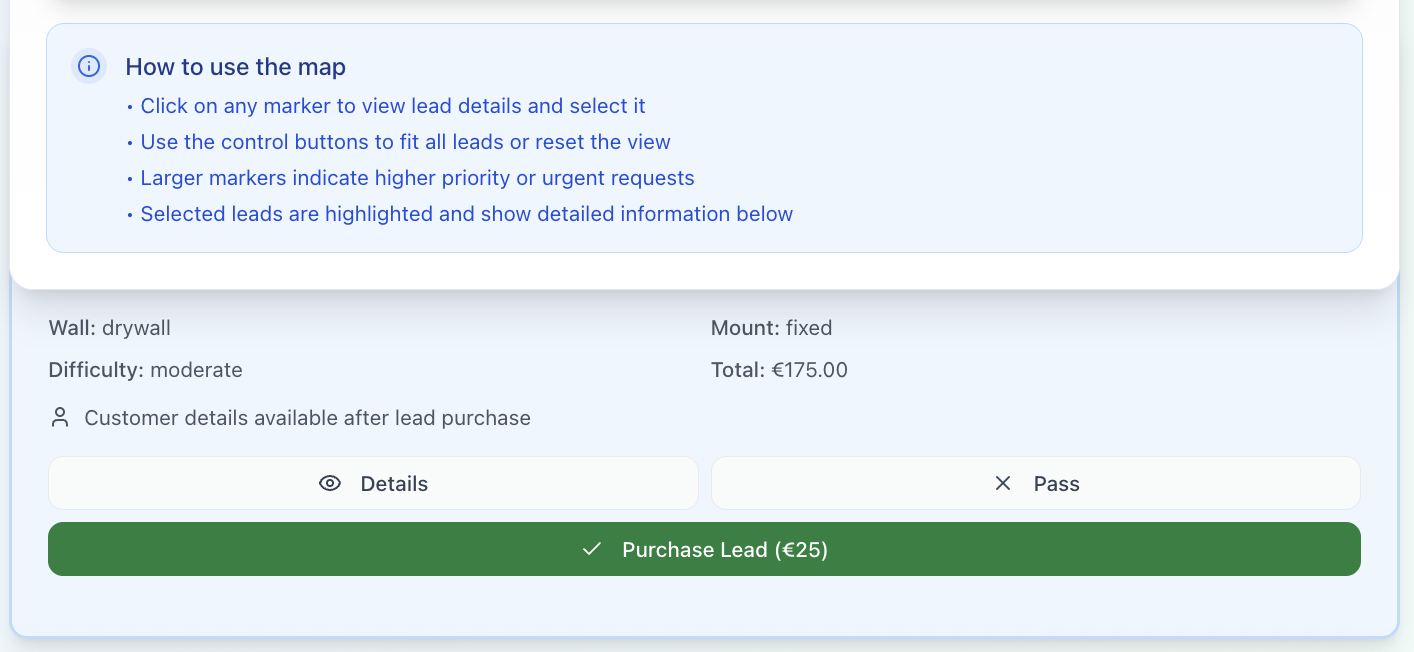 How to use the map
• Click on any marker to view lead details and select it
• Use the control buttons to fit all leads or reset the view
• Larger markers indicate higher priority or urgent requests
• Selected leads are highlighted and show detailed information below
Wall: drywall
Mount: fixed
Difficulty: moderate
Total: €175.00
Customer details available after lead purchase
Details
Pass
Purchase Lead (€25)